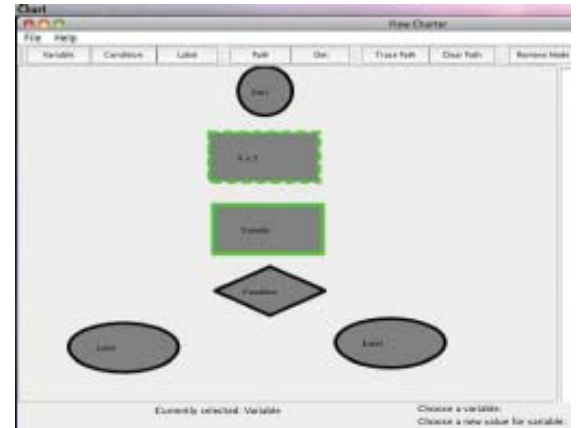 Chart
Flow Charter
File Help
Variable Condition Label Path Dot Trace Path Clear Path Remove Node
Start
Variable
Condition
Label
Label
Currently selected: Variable
Choose a variable:
Choose a new value for variable: